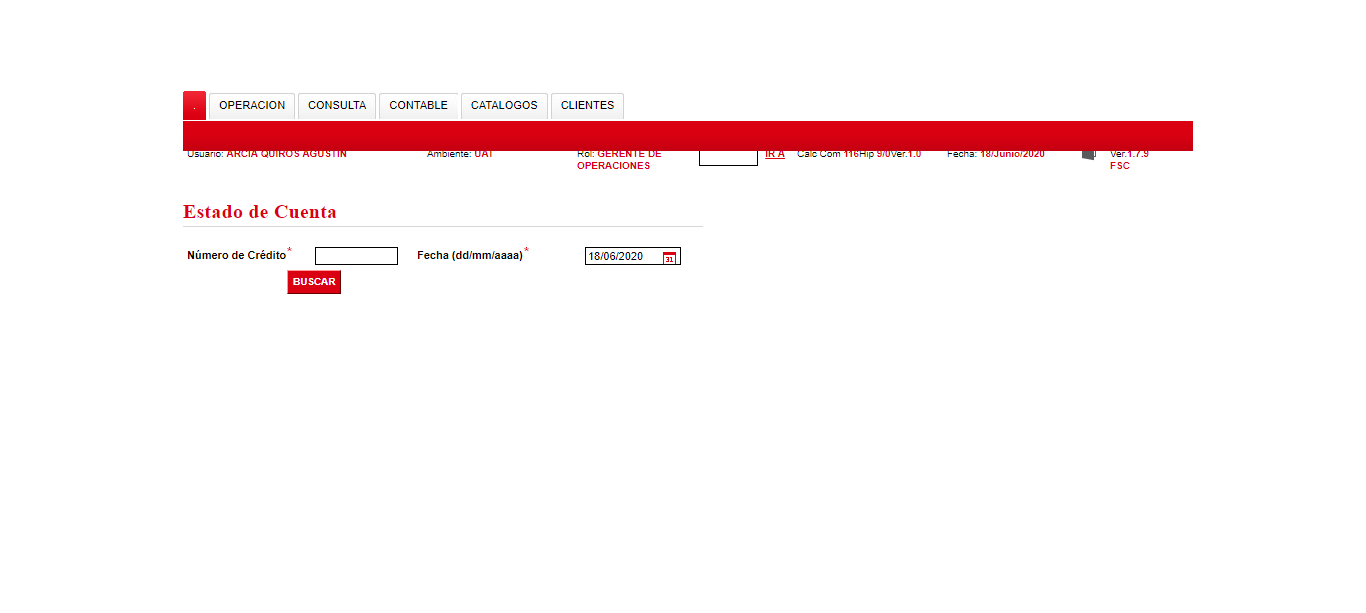 . OPERACION CONSULTA CONTABLE CATALOGOS CLIENTES
Usuario: ARCIA QUIROS AGUSTIN Ambiente: UAT Rol: GERENTE DE IR A Calc Com 116Hip 9/0Ver.1.0 Fecha: 18/Junio/2020 Ver.1.7.9
OPERACIONES FSC
Estado de Cuenta
Número de Crédito* Fecha (dd/mm/aaaa)* 18/06/2020 31
BUSCAR